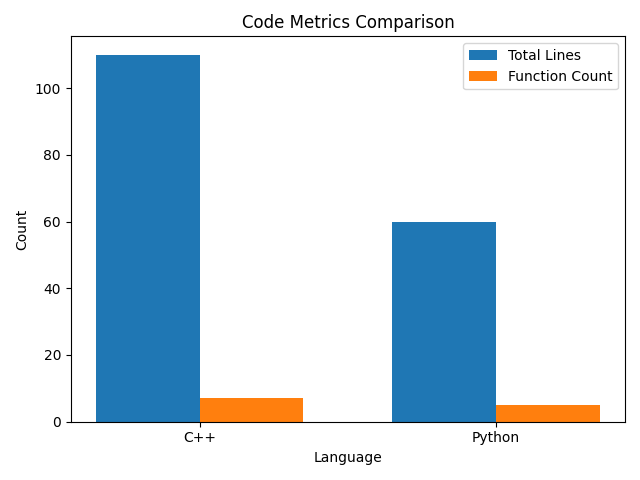 Code Metrics Comparison
Total Lines
Function Count
100
80
60
40
20
0
Count
C++
Python
Language